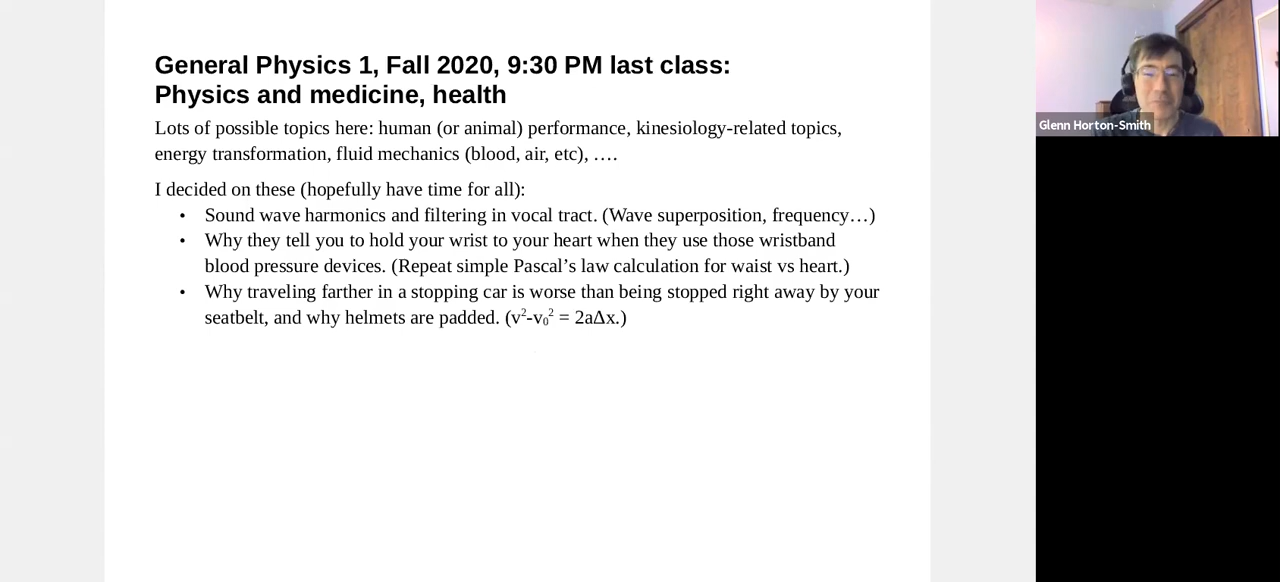 General Physics 1, Fall 2020, 9:30 PM last class:
Physics and medicine, health
Lots of possible topics here: human (or animal) performance, kinesiology-related topics,
energy transformation, fluid mechanics (blood, air, etc), ….
I decided on these (hopefully have time for all):
• Sound wave harmonics and filtering in vocal tract. (Wave superposition, frequency…)
• Why they tell you to hold your wrist to your heart when they use those wristband
blood pressure devices. (Repeat simple Pascal’s law calculation for waist vs heart.)
• Why traveling farther in a stopping car is worse than being stopped right away by your
seatbelt, and why helmets are padded. (v²-v₀² = 2aΔx.)
Glenn Horton-Smith